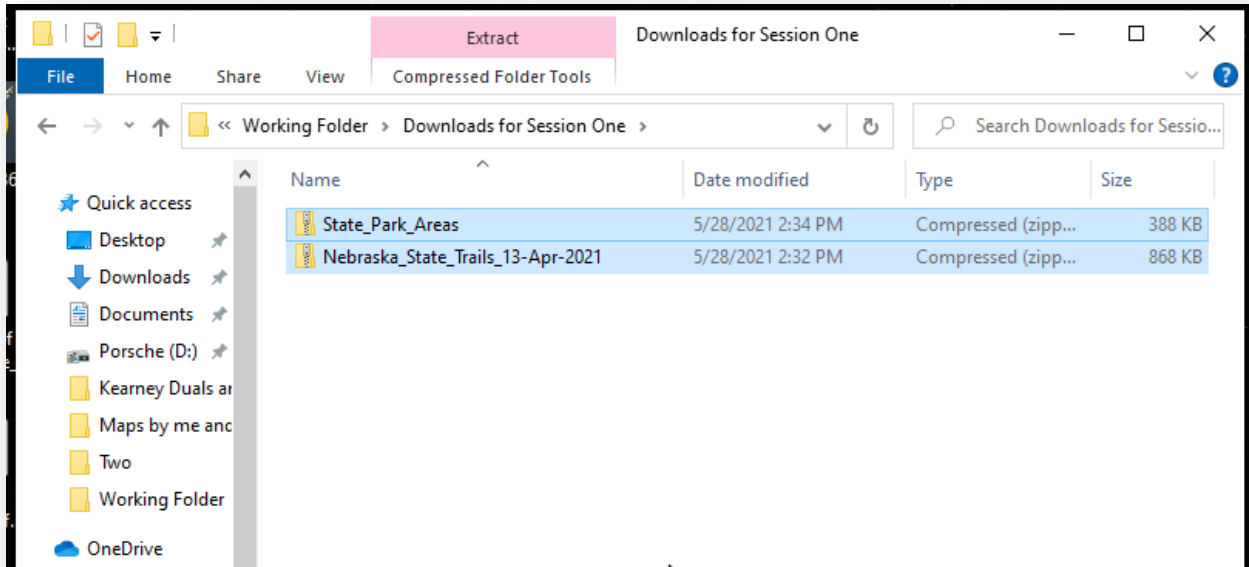 Extract
Downloads for Session One
File
Home
Share
View
Compressed Folder Tools
?
« Working Folder > Downloads for Session One >
Search Downloads for Sessio...
Name
Date modified
Type
Size
Quick access
Desktop
Downloads
Documents
Porsche (D:)
Kearney Duals ar
Maps by me and
Two
Working Folder
OneDrive
State_Park_Areas 5/28/2021 2:34 PM Compressed (zipp... 388 KB
Nebraska_State_Trails_13-Apr-2021 5/28/2021 2:32 PM Compressed (zipp... 868 KB